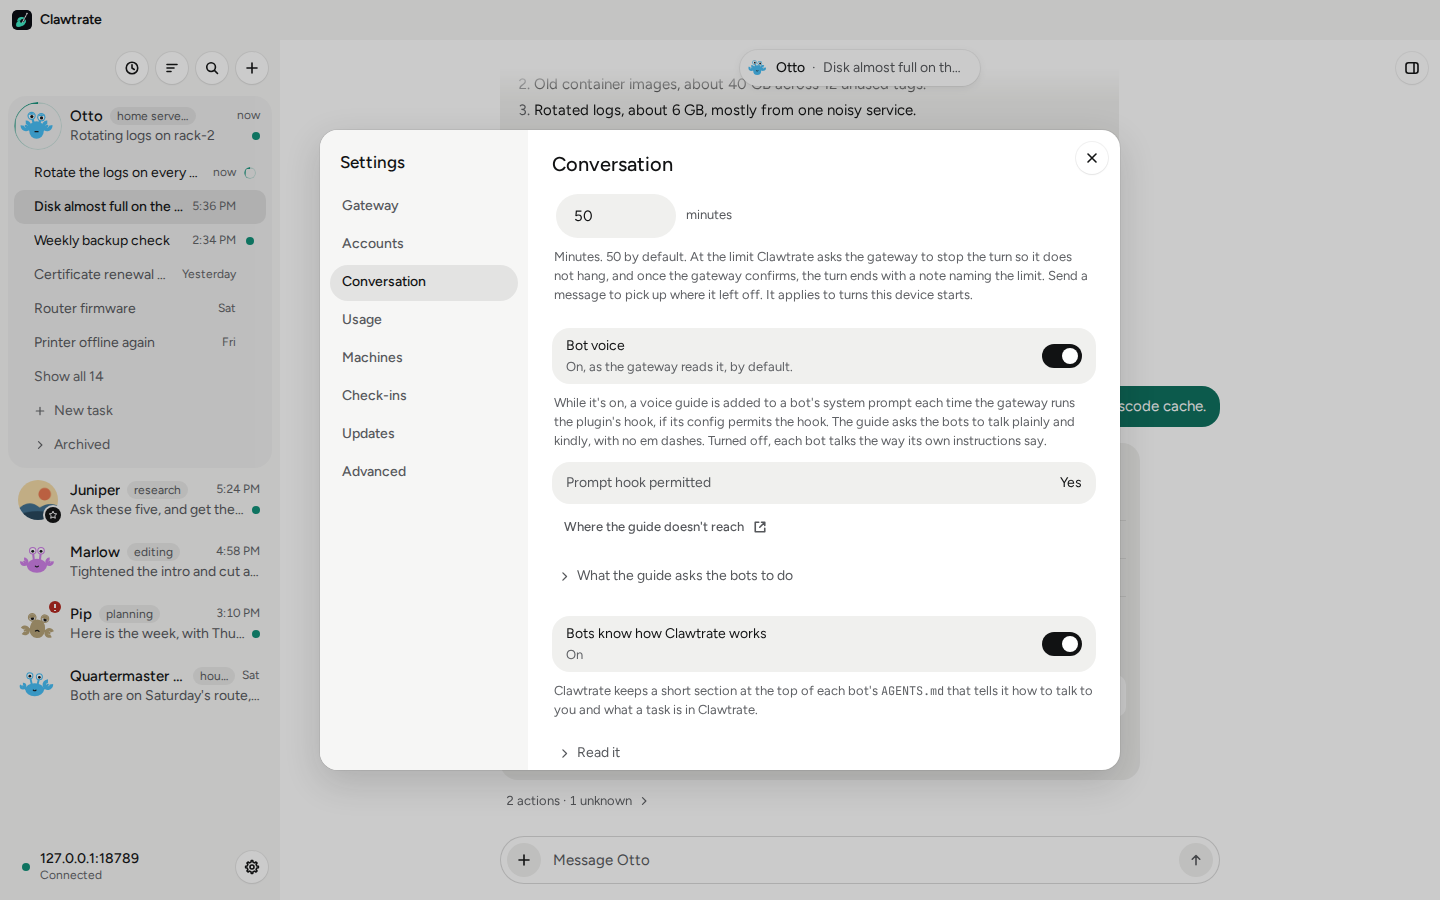 Clawtrate
Otto home serve... now
Rotating logs on rack-2
Rotate the logs on every ... now
Disk almost full on the ... 5:36 PM
Weekly backup check 2:34 PM
Certificate renewal ... Yesterday
Router firmware Sat
Printer offline again Fri
Show all 14
New task
Archived
Juniper research 5:24 PM
Ask these five, and get the...
Marlow editing 4:58 PM
Tightened the intro and cut a...
Pip planning 3:10 PM
Here is the week, with Thu...
Quartermaster ... hou... Sat
Both are on Saturday's route,...
127.0.0.1:18789
Connected
Otto · Disk almost full on th...
2. Old container images, about 40 GB across 12 unused tags.
3. Rotated logs, about 6 GB, mostly from one noisy service.
scode cache.
Settings
Gateway
Accounts
Conversation
Usage
Machines
Check-ins
Updates
Advanced
Conversation
50 minutes
Minutes. 50 by default. At the limit Clawtrate asks the gateway to stop the turn so it does
not hang, and once the gateway confirms, the turn ends with a note naming the limit. Send a
message to pick up where it left off. It applies to turns this device starts.
Bot voice
On, as the gateway reads it, by default.
While it's on, a voice guide is added to a bot's system prompt each time the gateway runs
the plugin's hook, if its config permits the hook. The guide asks the bots to talk plainly and
kindly, with no em dashes. Turned off, each bot talks the way its own instructions say.
Prompt hook permitted Yes
Where the guide doesn't reach
What the guide asks the bots to do
Bots know how Clawtrate works
On
Clawtrate keeps a short section at the top of each bot's AGENTS.md that tells it how to talk to
you and what a task is in Clawtrate.
Read it
2 actions · 1 unknown
Message Otto